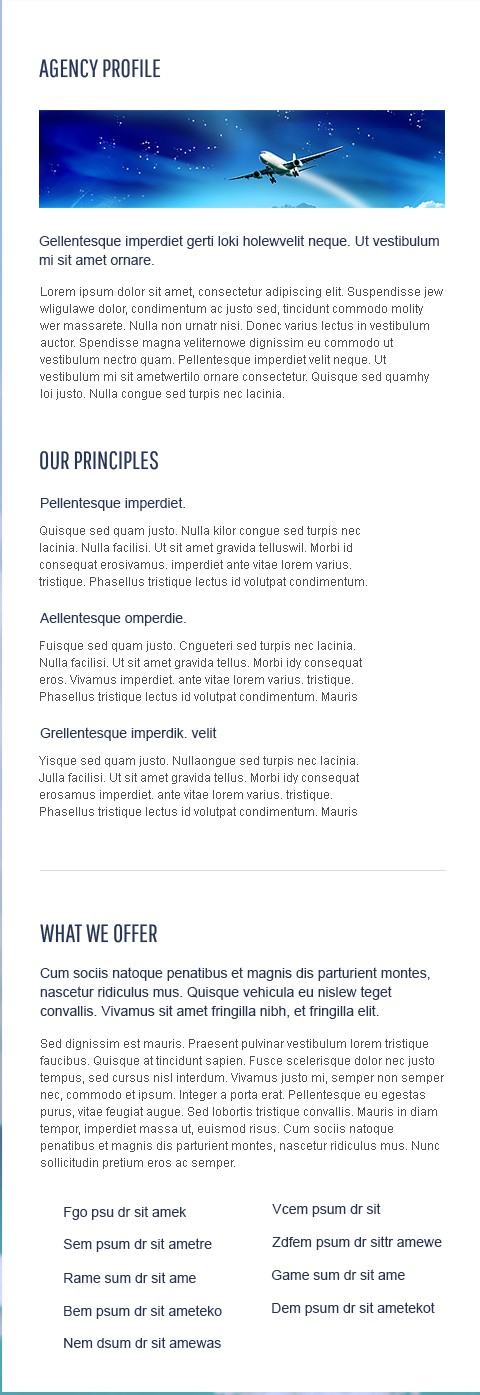 AGENCY PROFILE
Gellentesque imperdiet gerti loki holewvelit neque. Ut vestibulum
mi sit amet ornare.
Lorem ipsum dolor sit amet, consectetur adipiscing elit. Suspendisse jew
wligulawe dolor, condimentum ac justo sed, tincidunt commodo molity
wer massarete. Nulla non urnatr nisi. Donec varius lectus in vestibulum
auctor. Spendisse magna veliternowe dignissim eu commodo ut
vestibulum nectro quam. Pellentesque imperdiet velit neque. Ut
vestibulum mi sit ametwertilo ornare consectetur. Quisque sed quamhy
loi justo. Nulla congue sed turpis nec lacinia.
OUR PRINCIPLES
Pellentesque imperdiet.
Quisque sed quam justo. Nulla kilor congue sed turpis nec
lacinia. Nulla facilisi. Ut sit amet gravida telluswil. Morbi id
consequat erosivamus. imperdiet ante vitae lorem varius.
tristique. Phasellus tristique lectus id volutpat condimentum.
Aellentesque omperdie.
Fuisque sed quam justo. Cngueteri sed turpis nec lacinia.
Nulla facilisi. Ut sit amet gravida tellus. Morbi idy consequat
eros. Vivamus imperdiet. ante vitae lorem varius. tristique.
Phasellus tristique lectus id volutpat condimentum. Mauris
Grellentesque imperdik. velit
Yisque sed quam justo. Nullaongue sed turpis nec lacinia.
Julla facilisi. Ut sit amet gravida tellus. Morbi idy consequat
erosamus imperdiet. ante vitae lorem varius. tristique.
Phasellus tristique lectus id volutpat condimentum. Mauris
WHAT WE OFFER
Cum sociis natoque penatibus et magnis dis parturient montes,
nascetur ridiculus mus. Quisque vehicula eu nislew teget
convallis. Vivamus sit amet fringilla nibh, et fringilla elit.
Sed dignissim est mauris. Praesent pulvinar vestibulum lorem tristique
faucibus. Quisque at tincidunt sapien. Fusce scelerisque dolor nec justo
tempus, sed cursus nisl interdum. Vivamus justo mi, semper non semper
nec, commodo et ipsum. Integer a porta erat. Pellentesque eu egestas
purus, vitae feugiat augue. Sed lobortis tristique convallis. Mauris in diam
tempor, imperdiet massa ut, euismod risus. Cum sociis natoque
penatibus et magnis dis parturient montes, nascetur ridiculus mus. Nunc
sollicitudin pretium eros ac semper.
Fgo psu dr sit amek
Sem psum dr sit ametre
Rame sum dr sit ame
Bem psum dr sit ameteko
Nem dsum dr sit amewas
Vcem psum dr sit
Zdfem psum dr sittr amewe
Game sum dr sit ame
Dem psum dr sit ametekot